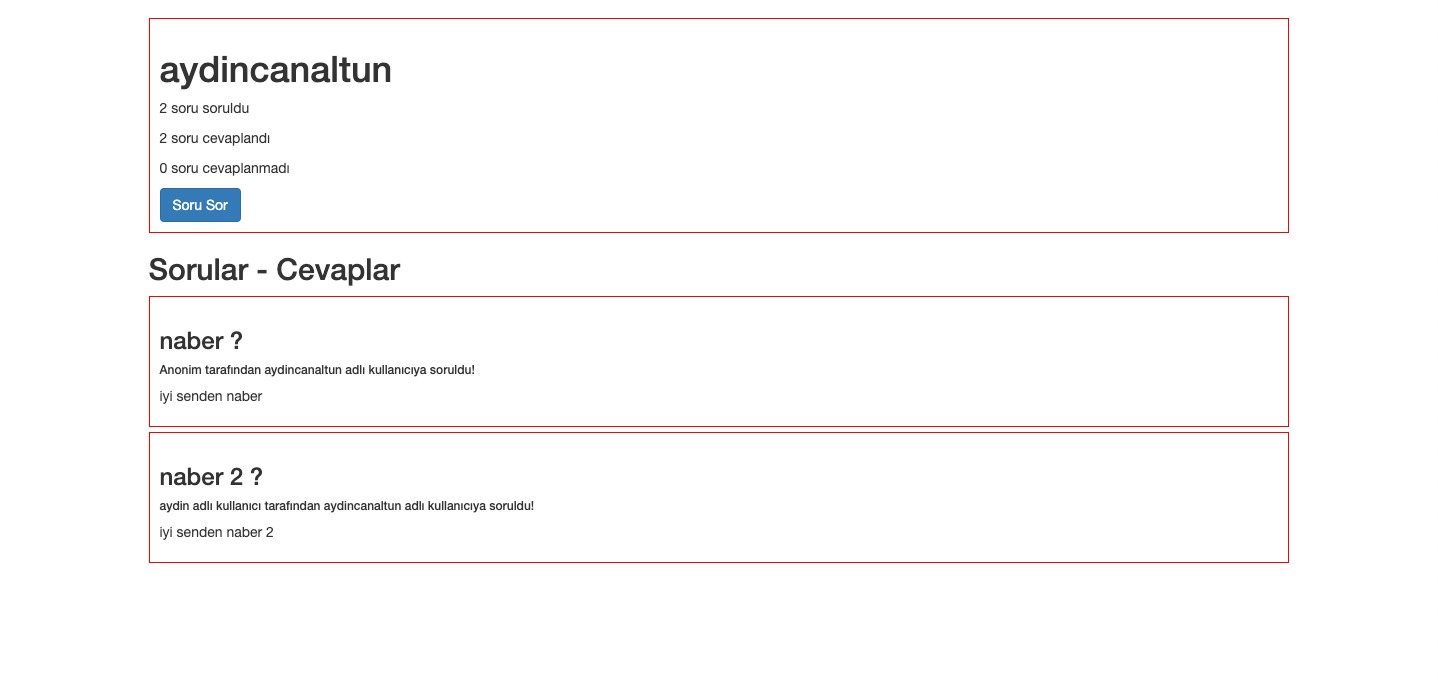 aydincanaltun
2 soru soruldu
2 soru cevaplandı
0 soru cevaplanmadı
Soru Sor
Sorular - Cevaplar
naber ?
Anonim tarafından aydincanaltun adlı kullanıcıya soruldu!
iyi senden naber
naber 2 ?
aydin adlı kullanıcı tarafından aydincanaltun adlı kullanıcıya soruldu!
iyi senden naber 2